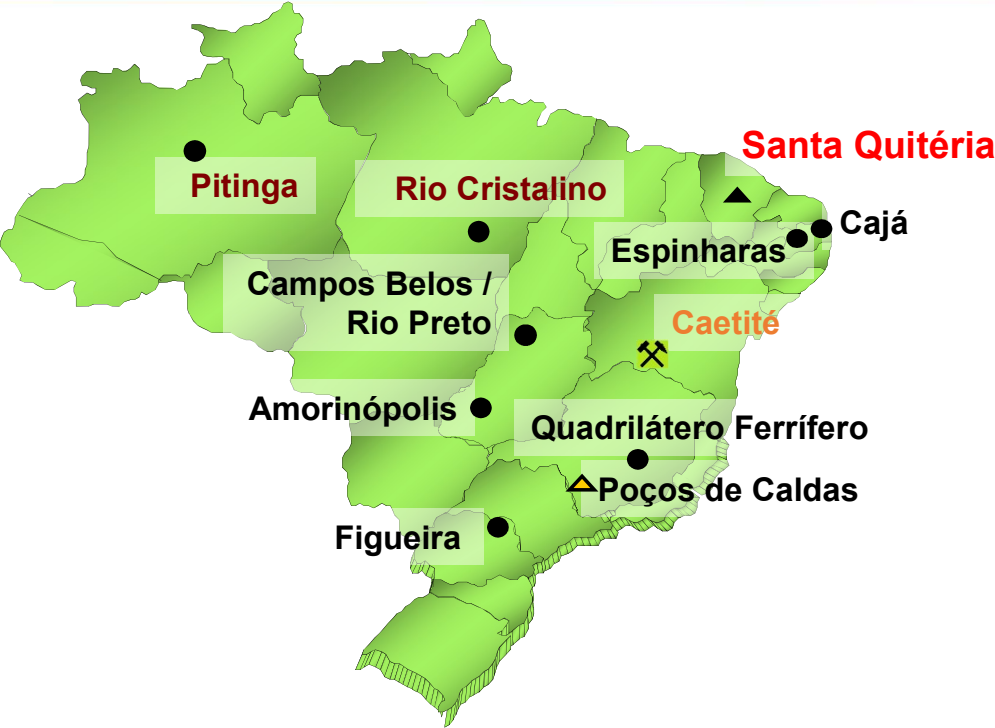 Santa Quitéria
Pitinga
Rio Cristalino
Cajá
Espinharas
Campos Belos /
Rio Preto
Caetité
Amorinópolis
Quadrilátero Ferrífero
Poços de Caldas
Figueira